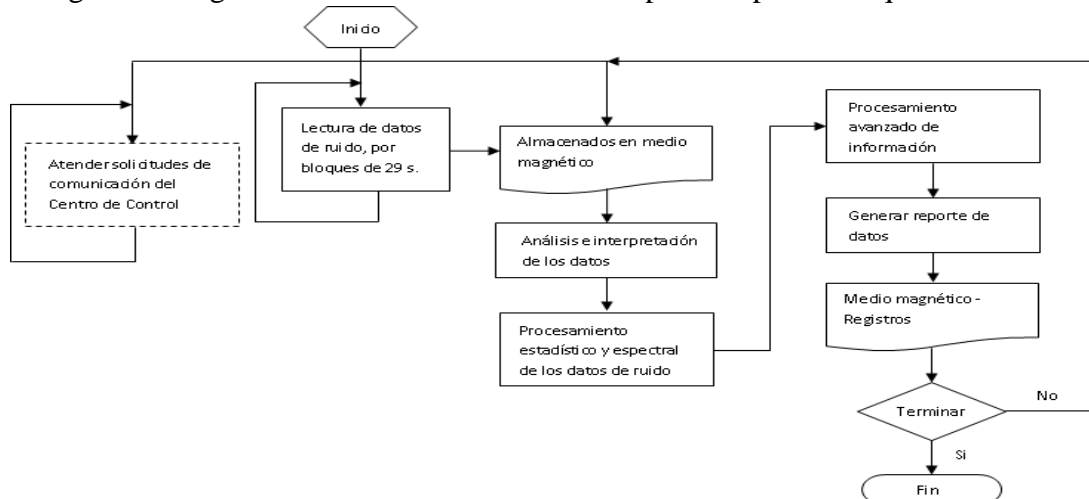 Inicio
Atender solicitudes de
comunicación del
Centro de Control
Lectura de datos
de ruido, por
bloques de 29 s.
Almacenados en medio
magnético
Análisis e interpretación
de los datos
Procesamiento
estadístico y espectral
de los datos de ruido
Procesamiento
avanzado de
información
Generar reporte de
datos
Medio magnético -
Registros
Terminar
No
Si
Fin